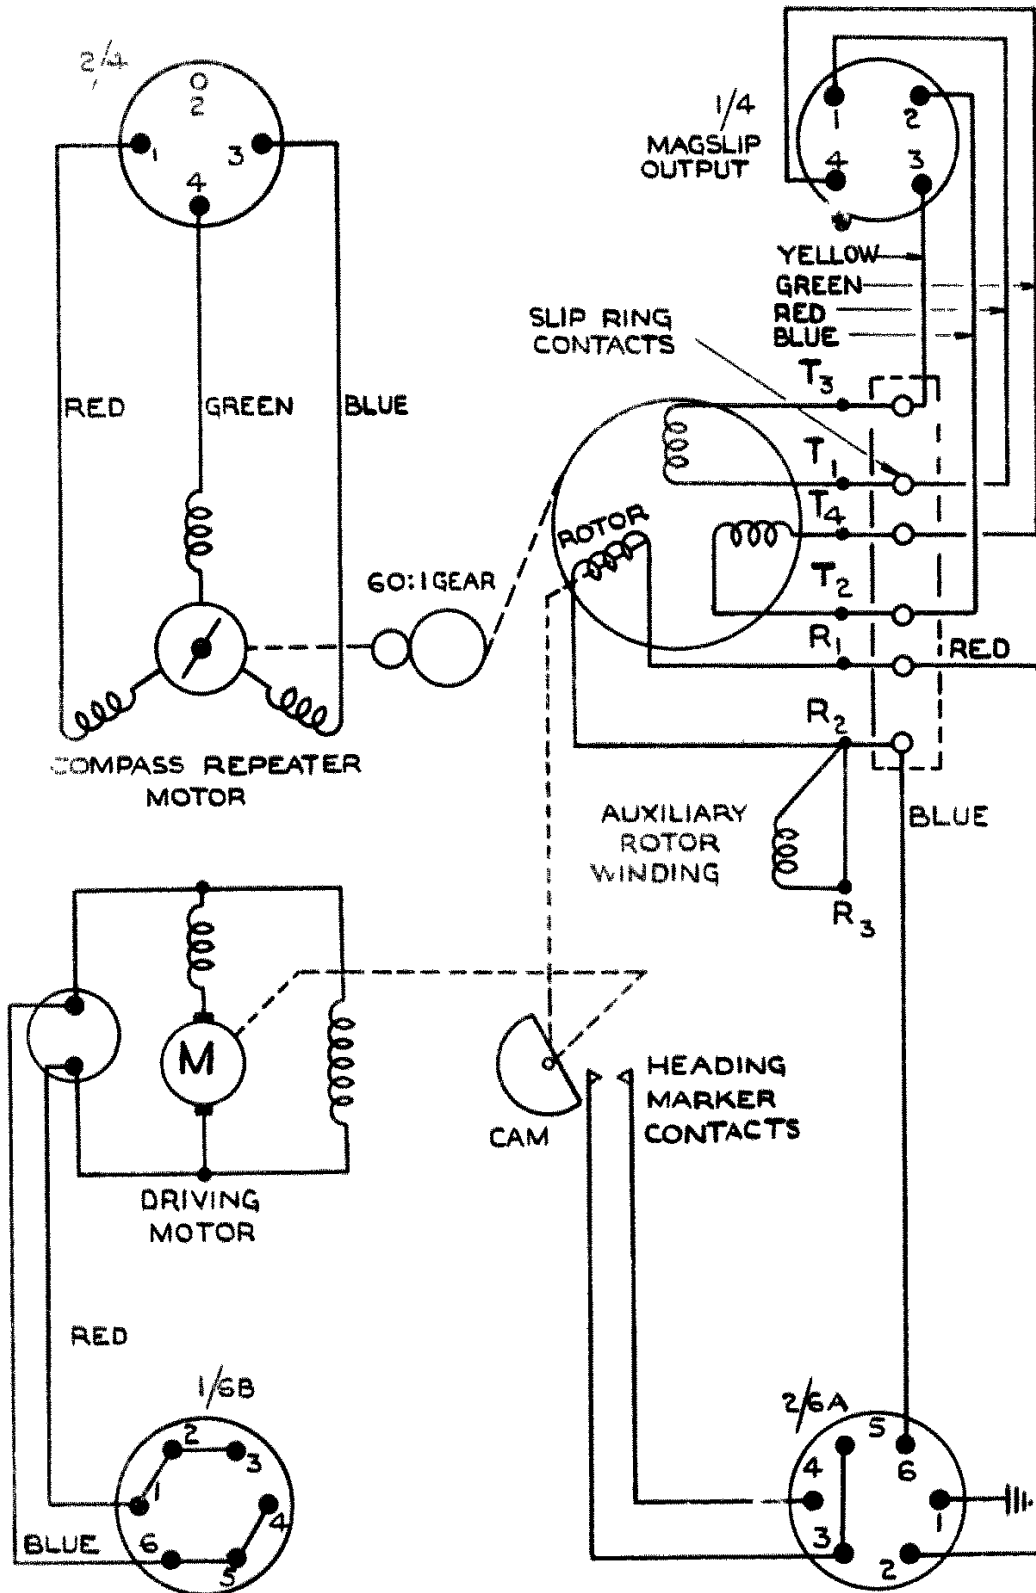 2/4
O
2
1
3
4
RED
GREEN
BLUE
COMPASS REPEATER
MOTOR
60:1 GEAR
1/4
MAGSLIP
OUTPUT
1
2
4
3
YELLOW
GREEN
RED
BLUE
SLIP RING
CONTACTS
T3
T1
T4
ROTOR
T2
R1
RED
R2
BLUE
AUXILIARY
ROTOR
WINDING
R3
M
DRIVING
MOTOR
CAM
HEADING
MARKER
CONTACTS
RED
BLUE
1/6B
2
3
1
4
6
5
2/6A
5
4
6
3
1
2